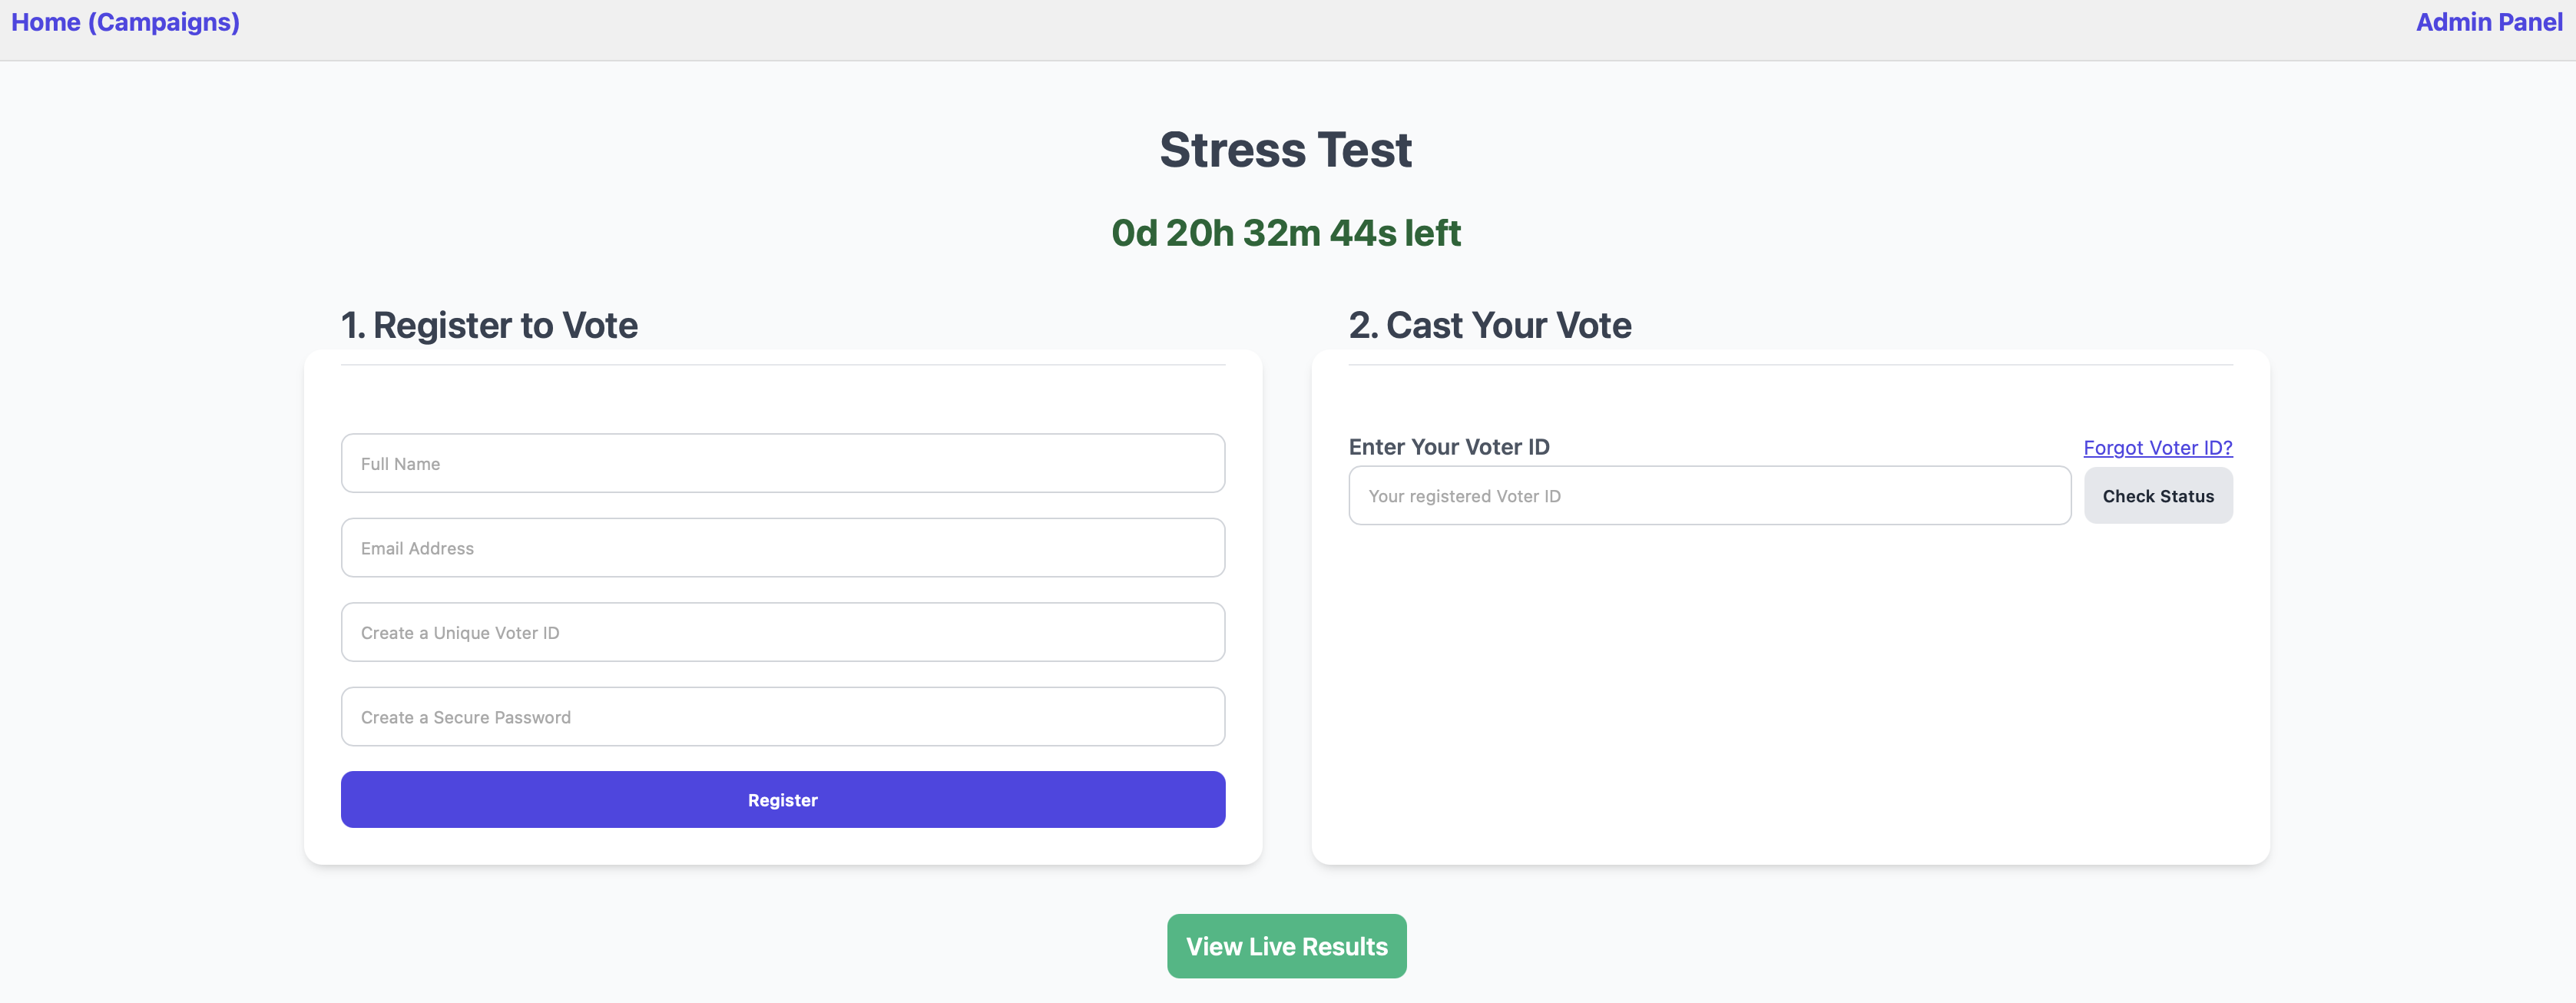 Home (Campaigns)
Admin Panel
Stress Test
0d 20h 32m 44s left
1. Register to Vote
Full Name
Email Address
Create a Unique Voter ID
Create a Secure Password
Register
2. Cast Your Vote
Enter Your Voter ID
Forgot Voter ID?
Your registered Voter ID
Check Status
View Live Results